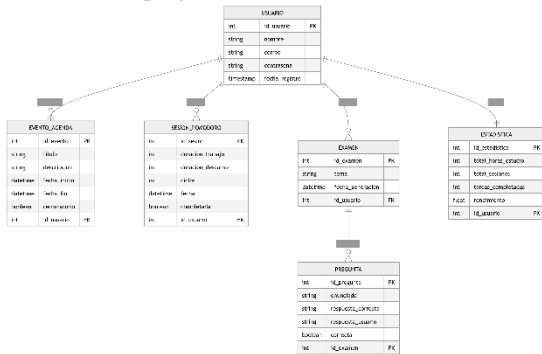 USUARIO
int id_usuario PK
string nombre
string correo
string contrasena
timestamp fecha_registro
EVENTO_AGENDA
int id_evento PK
string titulo
string descripcion
datetime fecha_inicio
datetime fecha_fin
boolean recordatorio
int id_usuario FK
SESION_POMODORO
int id_sesion PK
int duracion_trabajo
int duracion_descanso
int ciclos
datetime fecha
boolean completada
int id_usuario FK
EXAMEN
int id_examen PK
string tema
datetime fecha_generacion
int id_usuario FK
ESTADISTICA
int id_estadistica PK
int total_horas_estudio
int total_sesiones
int tareas_completadas
float rendimiento
int id_usuario FK
PREGUNTA
int id_pregunta PK
string enunciado
string respuesta_correcta
string respuesta_usuario
boolean correcta
int id_examen FK